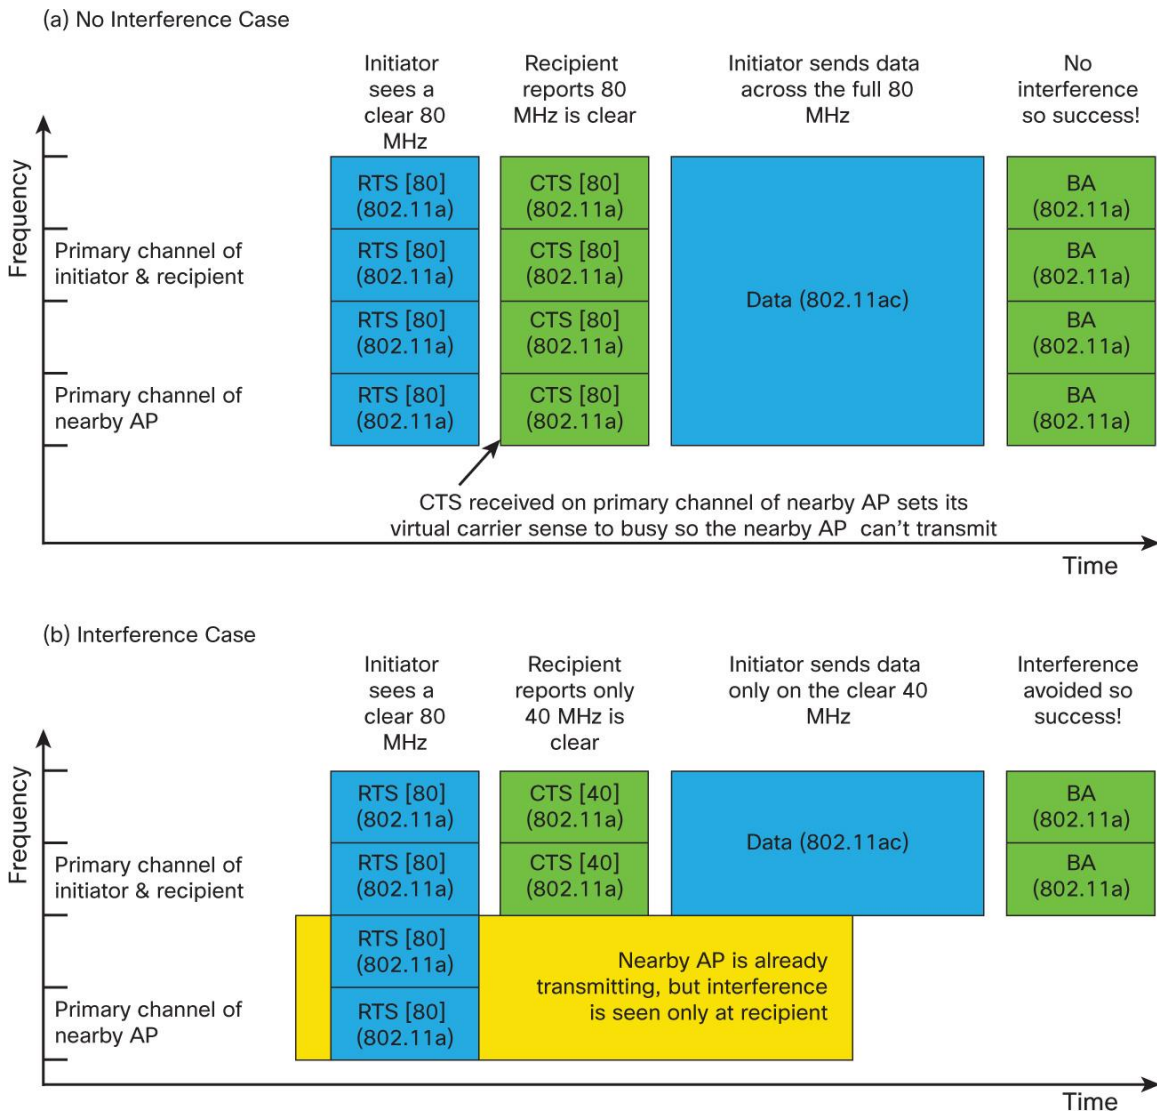 (a) No Interference Case
Initiator
sees a
clear 80
MHz
Recipient
reports 80
MHz is clear
Initiator sends data
across the full 80
MHz
No
interference
so success!
Frequency
RTS [80]
(802.11a)
CTS [80]
(802.11a)
BA
(802.11a)
Primary channel of
initiator & recipient
RTS [80]
(802.11a)
CTS [80]
(802.11a)
Data (802.11ac)
BA
(802.11a)
RTS [80]
(802.11a)
CTS [80]
(802.11a)
BA
(802.11a)
Primary channel of
nearby AP
RTS [80]
(802.11a)
CTS [80]
(802.11a)
BA
(802.11a)
CTS received on primary channel of nearby AP sets its
virtual carrier sense to busy so the nearby AP can't transmit
Time
(b) Interference Case
Initiator
sees a
clear 80
MHz
Recipient
reports only
40 MHz is
clear
Initiator sends data
only on the clear 40
MHz
Interference
avoided so
success!
Frequency
RTS [80]
(802.11a)
CTS [40]
(802.11a)
Data (802.11ac)
BA
(802.11a)
Primary channel of
initiator & recipient
RTS [80]
(802.11a)
CTS [40]
(802.11a)
BA
(802.11a)
RTS [80]
(802.11a)
Nearby AP is already
transmitting, but interference
is seen only at recipient
Primary channel of
nearby AP
RTS [80]
(802.11a)
Time